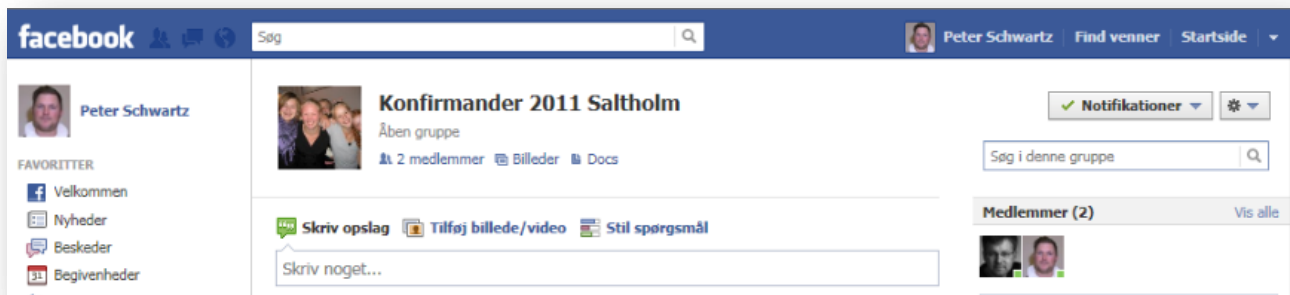 facebook
Søg
Peter Schwartz
Find venner
Startside
Peter Schwartz
FAVORITTER
Velkommen
Nyheder
Beskeder
31
Begivenheder
Konfirmander 2011 Saltholm
Åben gruppe
2 medlemmer Billeder Docs
Skriv opslag Tilføj billede/video Stil spørgsmål
Skriv noget...
Notifikationer
Søg i denne gruppe
Medlemmer (2) Vis alle